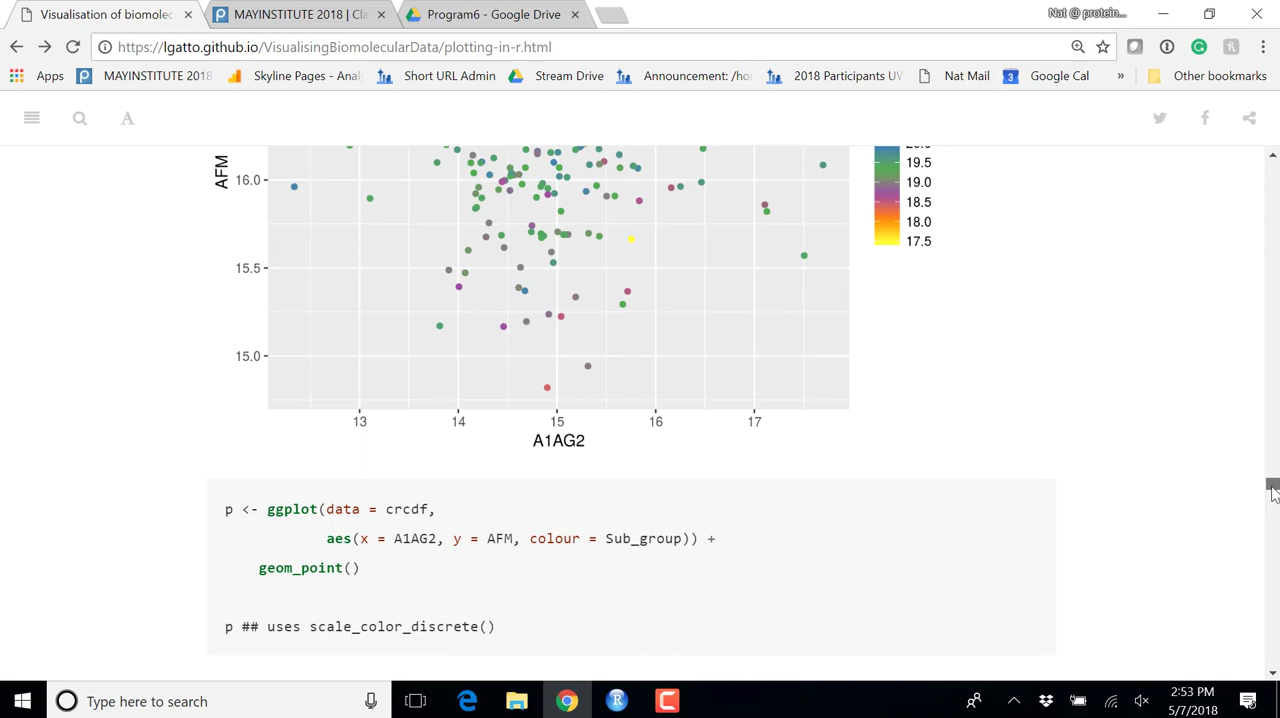 Visualisation of biomolec
MAYINSTITUTE 2018 | Cla
Program6 - Google Drive
Nat @ protein...
https://lgatto.github.io/VisualisingBiomolecularData/plotting-in-r.html
Apps
MAYINSTITUTE 2018
Skyline Pages - Anal
Short URL Admin
Stream Drive
Announcement: /ho
2018 Participants UV
Nat Mail
3
Google Cal
»
Other bookmarks
A
AFM
16.0
15.5
15.0
13
14
15
16
17
A1AG2
19.5
19.0
18.5
18.0
17.5
p <- ggplot(data = crcdf,
aes(x = A1AG2, y = AFM, colour = Sub_group)) +
geom_point()
p ## uses scale_color_discrete()
Type here to search
2:53 PM
5/7/2018